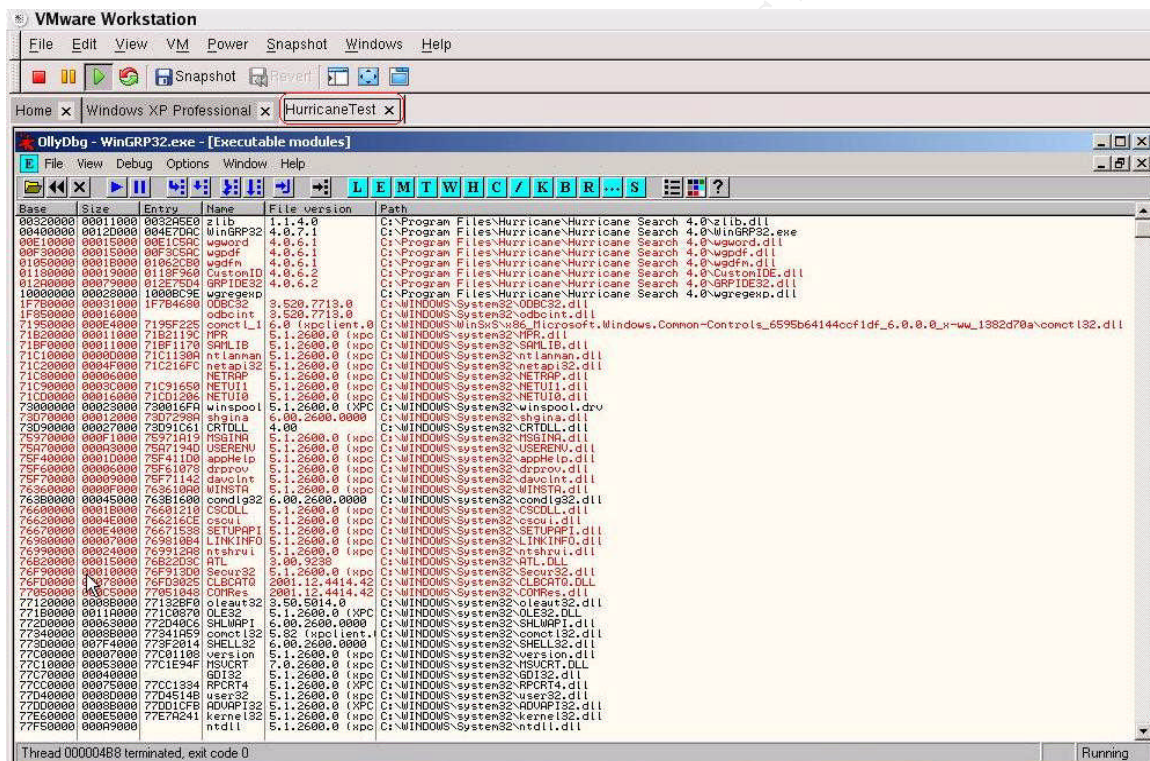 VMware Workstation
File Edit View VM Power Snapshot Windows Help
Snapshot Revert
Home Windows XP Professional HurricaneTest
OllyDbg - WinGRP32.exe - [Executable modules]
E File View Debug Options Window Help
L E M T W H C / K B R ... S ?
Base Size Entry Name File version Path
00320000 00011000 0032A5E0 zlib 1.1.4.0 C:\Program Files\Hurricane\Hurricane Search 4.0\zlib.dll
00400000 0012D000 004E7DAC WinGRP32 4.0.7.1 C:\Program Files\Hurricane\Hurricane Search 4.0\WinGRP32.exe
00E10000 00015000 00E1C5AC wgword 4.0.6.1 C:\Program Files\Hurricane\Hurricane Search 4.0\wgword.dll
00F30000 00015000 00F3C5AC wgpdf 4.0.6.1 C:\Program Files\Hurricane\Hurricane Search 4.0\wgpdf.dll
01050000 0001B000 01062CB0 wgdfm 4.0.6.1 C:\Program Files\Hurricane\Hurricane Search 4.0\wgdfm.dll
01180000 00019000 0118F960 CustomID 4.0.6.2 C:\Program Files\Hurricane\Hurricane Search 4.0\CustomIDE.dll
012A0000 00079000 012E75D4 GRPIDE32 4.0.6.2 C:\Program Files\Hurricane\Hurricane Search 4.0\GRPIDE32.dll
10000000 00028000 1000BC9E wgregexp C:\Program Files\Hurricane\Hurricane Search 4.0\wgregexp.dll
1F7B0000 00031000 1F7B4680 ODBC32 3.520.7713.0 C:\WINDOWS\System32\ODBC32.dll
1F850000 00016000 odbcint 3.520.7713.0 C:\WINDOWS\System32\odbcint.dll
71950000 000E4000 7195F225 comctl_1 6.0 (xpclient.0 C:\WINDOWS\WinSxS\x86_Microsoft.Windows.Common-Controls_6595b64144ccf1df_6.0.0.0_x-ww_1382d70a\comctl32.dll
71B20000 00011000 71B2119C MPR 5.1.2600.0 (xpc C:\WINDOWS\system32\MPR.dll
71BF0000 00011000 71BF1170 SAMLIB 5.1.2600.0 (xpc C:\WINDOWS\System32\SAMLIB.dll
71C10000 0000D000 71C1130A ntlanman 5.1.2600.0 (xpc C:\WINDOWS\System32\ntlanman.dll
71C20000 0004F000 71C216FC netapi32 5.1.2600.0 (xpc C:\WINDOWS\System32\netapi32.dll
71C80000 00006000 NETRAP 5.1.2600.0 (xpc C:\WINDOWS\System32\NETRAP.dll
71C90000 0003C000 71C91650 NETUI1 5.1.2600.0 (xpc C:\WINDOWS\System32\NETUI1.dll
71CD0000 00016000 71CD1206 NETUI0 5.1.2600.0 (xpc C:\WINDOWS\System32\NETUI0.dll
73000000 00023000 730016FA winspool 5.1.2600.0 (XPC C:\WINDOWS\System32\winspool.drv
73D70000 00012000 73D7298A shgina 6.00.2600.0000 C:\WINDOWS\System32\shgina.dll
73D90000 00027000 73D91C61 CRTDLL 4.00 C:\WINDOWS\System32\CRTDLL.dll
75970000 000F1000 75971A19 MSGINA 5.1.2600.0 (xpc C:\WINDOWS\System32\MSGINA.dll
75A70000 000A3000 75A7194D USERENV 5.1.2600.0 (xpc C:\WINDOWS\system32\USERENV.dll
75F40000 0001D000 75F411D0 appHelp 5.1.2600.0 (xpc C:\WINDOWS\system32\appHelp.dll
75F60000 00006000 75F61078 drprov 5.1.2600.0 (xpc C:\WINDOWS\System32\drprov.dll
75F70000 00009000 75F71142 davclnt 5.1.2600.0 (xpc C:\WINDOWS\System32\davclnt.dll
76360000 0000F000 763610A0 WINSTA 5.1.2600.0 (xpc C:\WINDOWS\System32\WINSTA.dll
763B0000 00045000 763B1600 comdlg32 6.00.2600.0000 C:\WINDOWS\system32\comdlg32.dll
76600000 0001B000 76601210 CSCDLL 5.1.2600.0 (xpc C:\WINDOWS\System32\CSCDLL.dll
76620000 0004E000 766216CE cscui 5.1.2600.0 (xpc C:\WINDOWS\System32\cscui.dll
76670000 000E4000 76671538 SETUPAPI 5.1.2600.0 (xpc C:\WINDOWS\System32\SETUPAPI.dll
76980000 00007000 769810B4 LINKINFO 5.1.2600.0 (xpc C:\WINDOWS\System32\LINKINFO.dll
76990000 00024000 769912A8 ntshrui 5.1.2600.0 (xpc C:\WINDOWS\System32\ntshrui.dll
76B20000 00015000 76B22D3C ATL 3.00.9238 C:\WINDOWS\System32\ATL.DLL
76F90000 00010000 76F913D0 Secur32 5.1.2600.0 (xpc C:\WINDOWS\System32\Secur32.dll
76FD0000 76FD3025 CLBCATQ 2001.12.4414.42 C:\WINDOWS\System32\CLBCATQ.DLL
77050000 77051048 COMRes 2001.12.4414.42 C:\WINDOWS\System32\COMRes.dll
77120000 0008B000 77132BF0 oleaut32 3.50.5014.0 C:\WINDOWS\system32\oleaut32.dll
771B0000 0011A000 771C0870 OLE32 5.1.2600.0 (XPC C:\WINDOWS\system32\OLE32.DLL
772D0000 00063000 772D40C6 SHLWAPI 6.00.2600.0000 C:\WINDOWS\system32\SHLWAPI.dll
77340000 0008B000 77341A59 comctl32 5.82 (xpclient. C:\WINDOWS\system32\comctl32.dll
773D0000 007F4000 773F2014 SHELL32 6.00.2600.0000 C:\WINDOWS\system32\SHELL32.dll
77C00000 00007000 77C01108 version 5.1.2600.0 (xpc C:\WINDOWS\system32\version.dll
77C10000 00053000 77C1E94F MSVCRT 7.0.2600.0 (xpc C:\WINDOWS\system32\MSVCRT.DLL
77C70000 00040000 GDI32 5.1.2600.0 (xpc C:\WINDOWS\system32\GDI32.dll
77CC0000 00075000 77CC1334 RPCRT4 5.1.2600.0 (XPC C:\WINDOWS\system32\RPCRT4.dll
77D40000 0008D000 77D4514B user32 5.1.2600.0 (xpc C:\WINDOWS\system32\user32.dll
77DD0000 0008B000 77DD1CFB ADVAPI32 5.1.2600.0 (XPC C:\WINDOWS\system32\ADVAPI32.dll
77E60000 000E5000 77E7A241 kernel32 5.1.2600.0 (xpc C:\WINDOWS\system32\kernel32.dll
77F50000 000A9000 ntdll 5.1.2600.0 (xpc C:\WINDOWS\System32\ntdll.dll
Thread 000004B8 terminated, exit code 0 Running